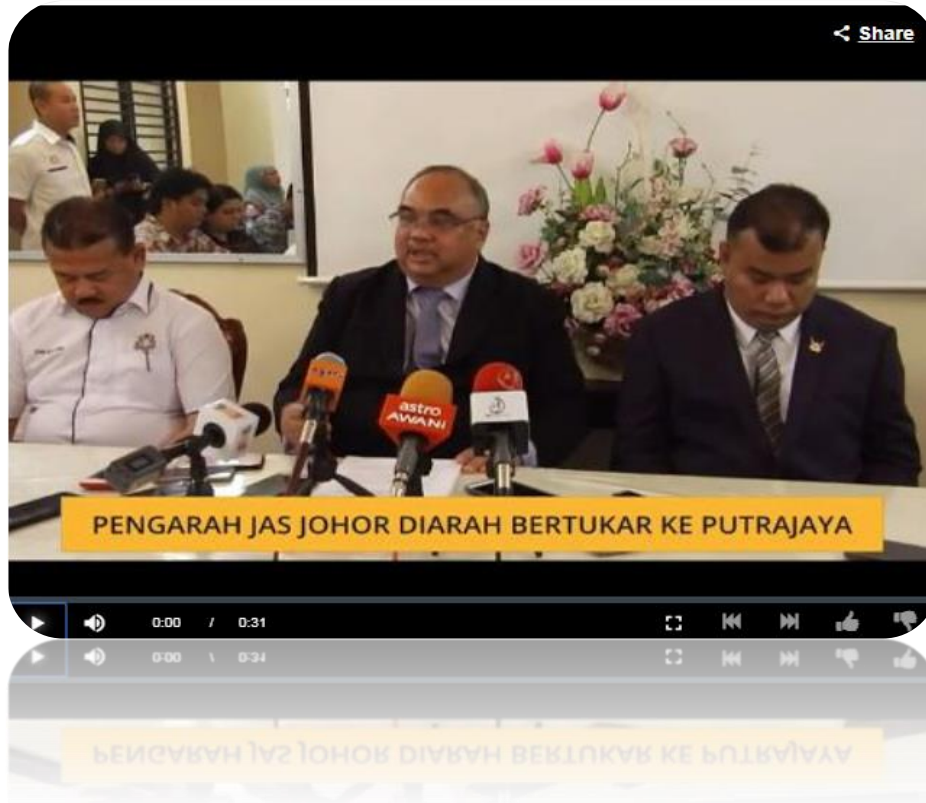 Share
astro
AWANI
PENGARAH JAS JOHOR DIARAH BERTUKAR KE PUTRAJAYA
0:00 / 0:31